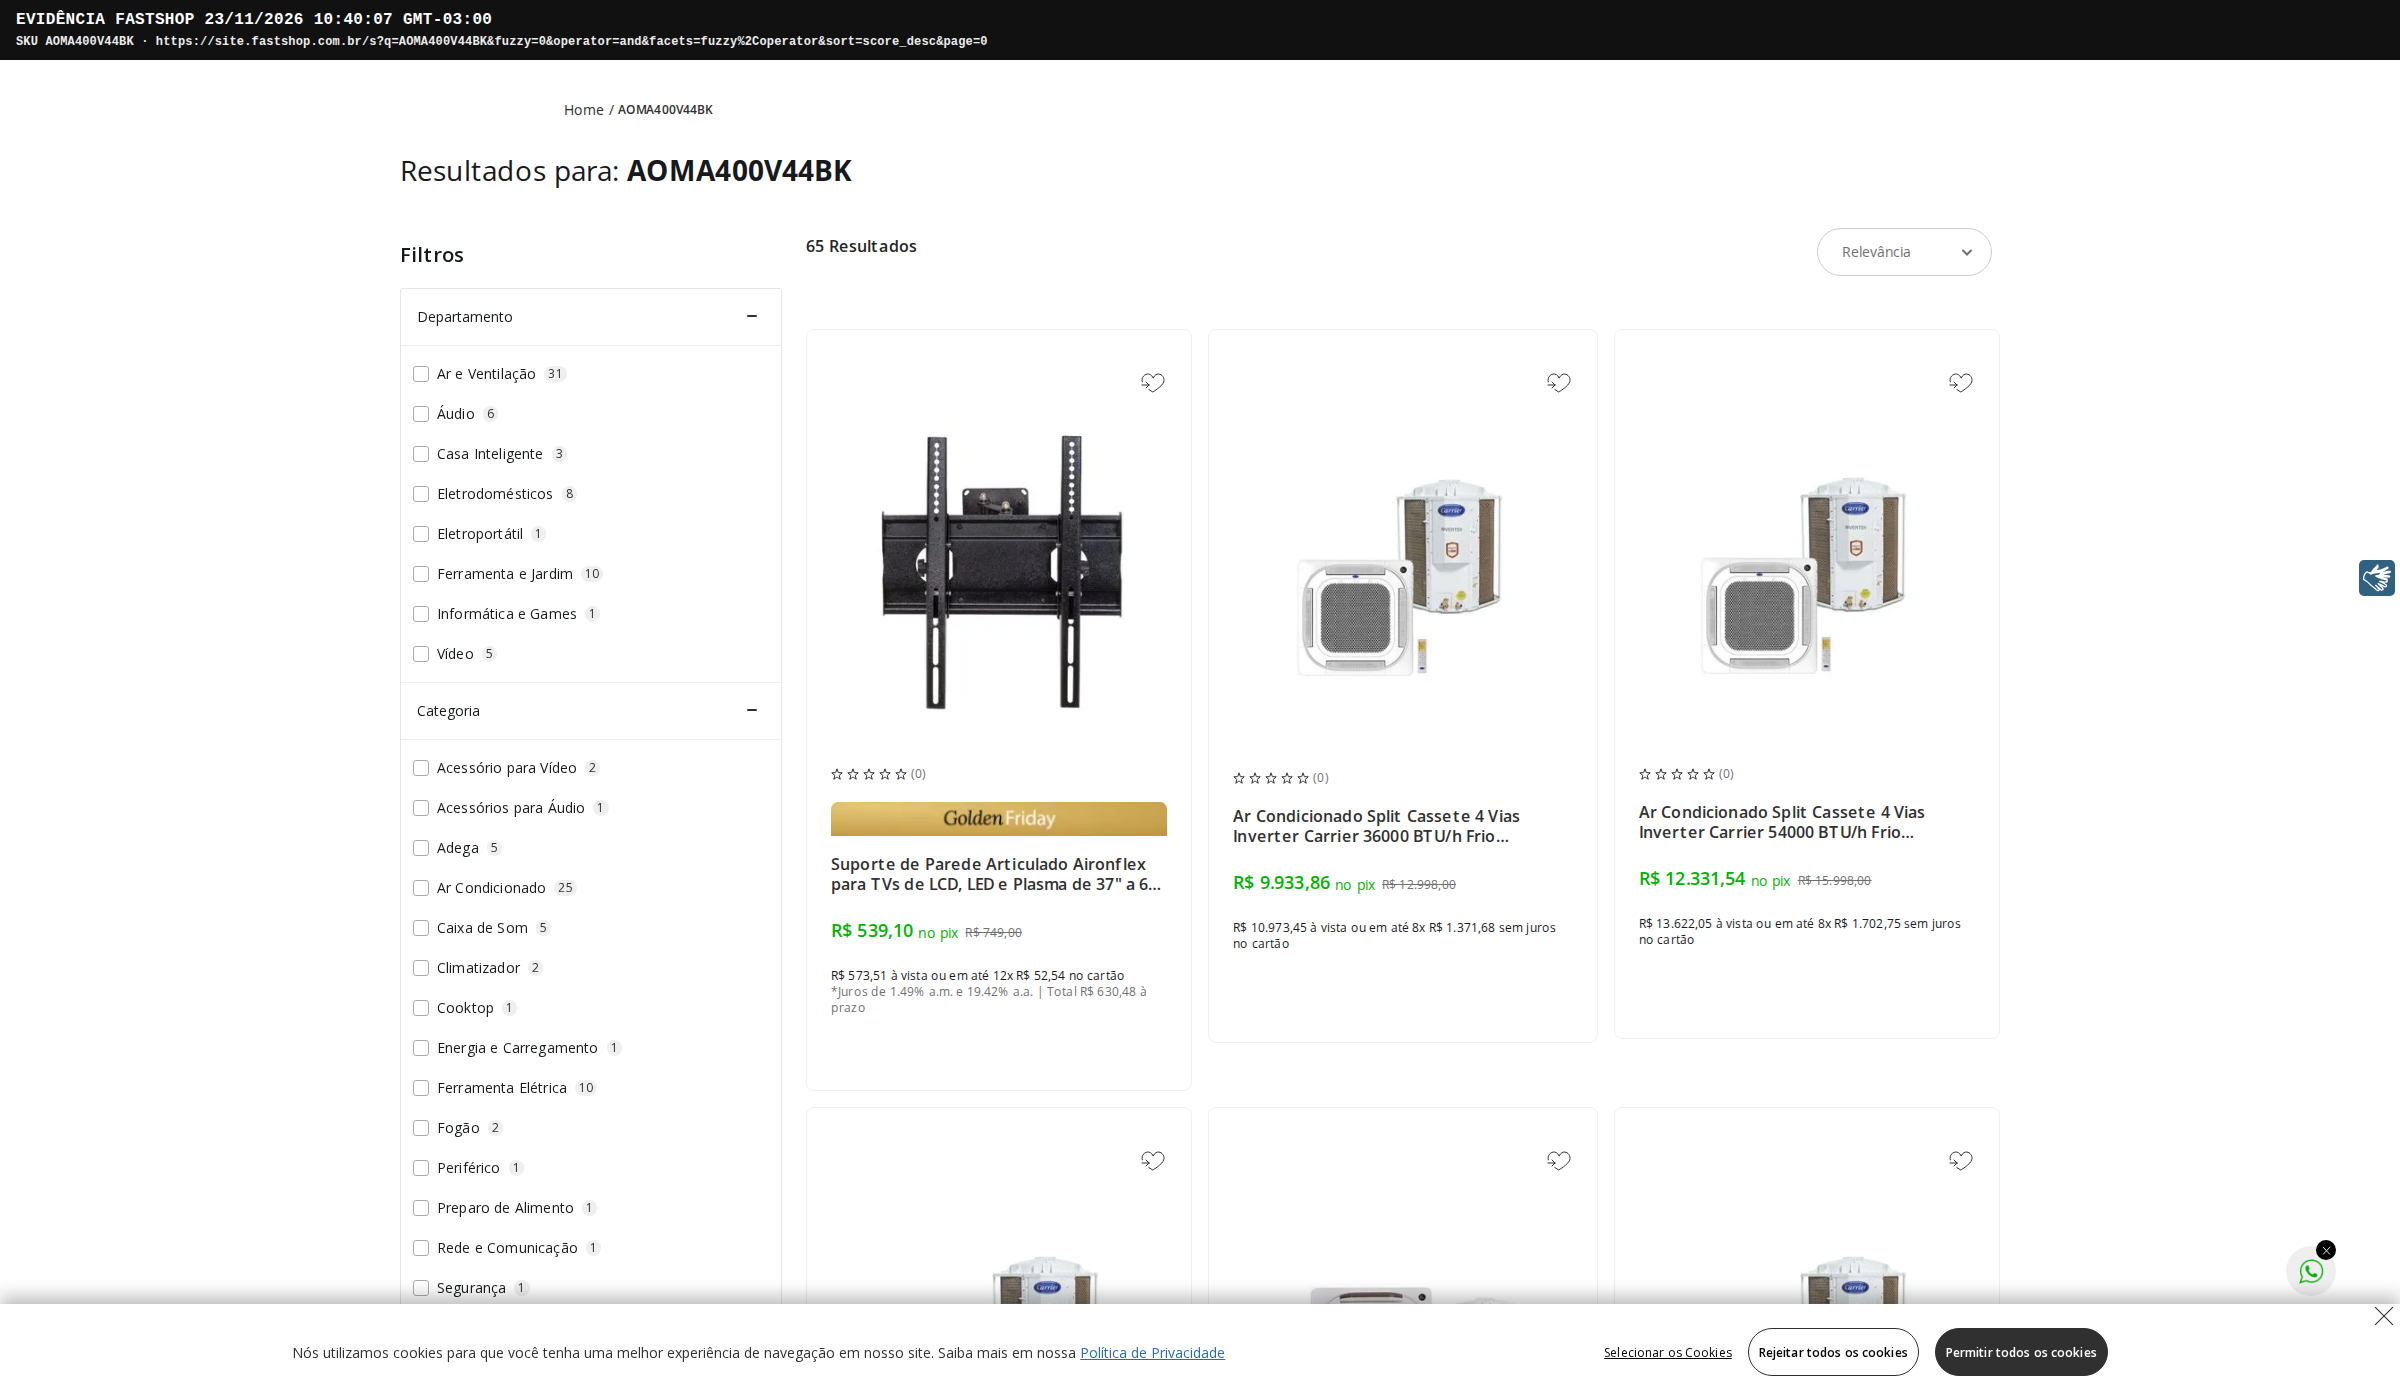 EVIDÊNCIA FASTSHOP 23/11/2026 10:40:07 GMT-03:00
SKU AOMA400V44BK · https://site.fastshop.com.br/s?q=AOMA400V44BK&fuzzy=0&operator=and&facets=fuzzy%2Coperator&sort=score_desc&page=0
Home / AOMA400V44BK
Resultados para: AOMA400V44BK
Filtros
65 Resultados
Relevância
Departamento
Ar e Ventilação 31
Áudio 6
Casa Inteligente 3
Eletrodomésticos 8
Eletroportátil 1
Ferramenta e Jardim 10
Informática e Games 1
Vídeo 5
Categoria
Acessório para Vídeo 2
Acessórios para Áudio 1
Adega 5
Ar Condicionado 25
Caixa de Som 5
Climatizador 2
Cooktop 1
Energia e Carregamento 1
Ferramenta Elétrica 10
Fogão 2
Periférico 1
Preparo de Alimento 1
Rede e Comunicação 1
Segurança 1
(0)
Golden Friday
Suporte de Parede Articulado Aironflex
para TVs de LCD, LED e Plasma de 37" a 6...
R$ 539,10 no pix R$ 749,00
R$ 573,51 à vista ou em até 12x R$ 52,54 no cartão
*Juros de 1.49% a.m. e 19.42% a.a. | Total R$ 630,48 à
prazo
Carrier
INVERTER
(0)
Ar Condicionado Split Cassete 4 Vias
Inverter Carrier 36000 BTU/h Frio...
R$ 9.933,86 no pix R$ 12.998,00
R$ 10.973,45 à vista ou em até 8x R$ 1.371,68 sem juros
no cartão
Carrier
INVERTER
(0)
Ar Condicionado Split Cassete 4 Vias
Inverter Carrier 54000 BTU/h Frio...
R$ 12.331,54 no pix R$ 15.998,00
R$ 13.622,05 à vista ou em até 8x R$ 1.702,75 sem juros
no cartão
Carrier
Carrier
Nós utilizamos cookies para que você tenha uma melhor experiência de navegação em nosso site. Saiba mais em nossa Política de Privacidade
Selecionar os Cookies
Rejeitar todos os cookies
Permitir todos os cookies